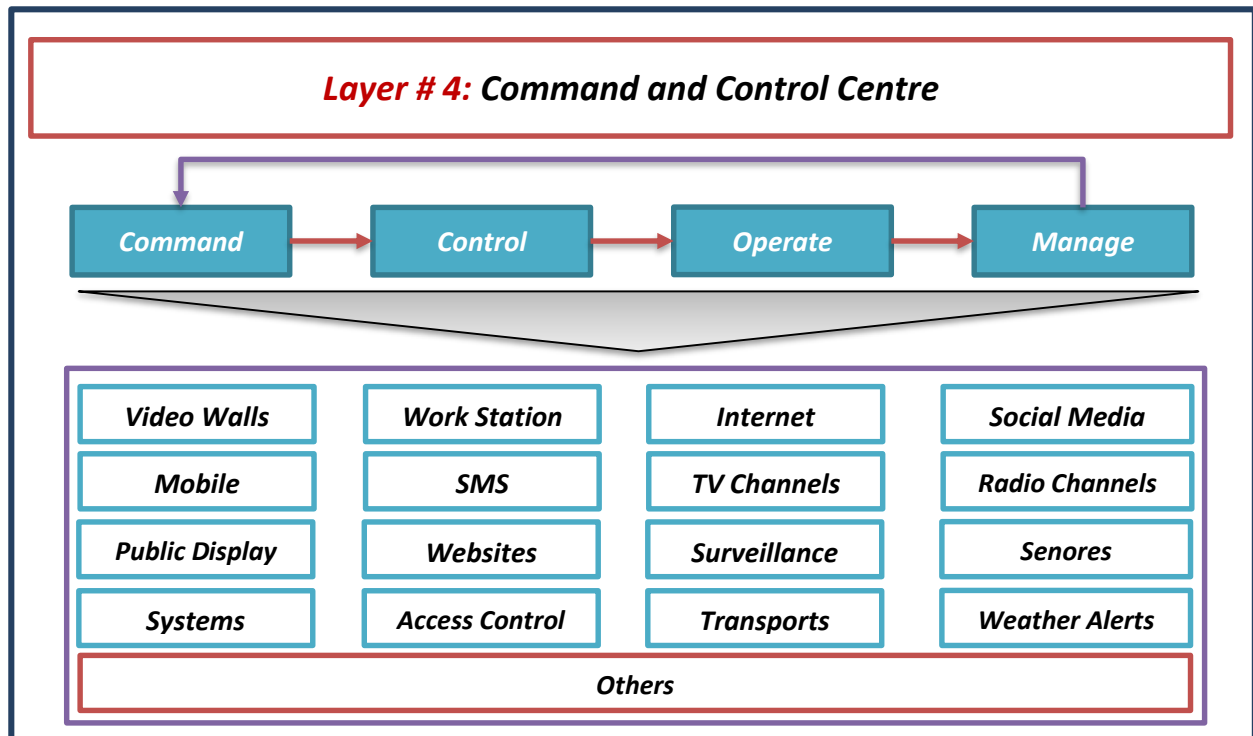 Layer # 4: Command and Control Centre
Command
Control
Operate
Manage
Video Walls
Work Station
Internet
Social Media
Mobile
SMS
TV Channels
Radio Channels
Public Display
Websites
Surveillance
Senores
Systems
Access Control
Transports
Weather Alerts
Others